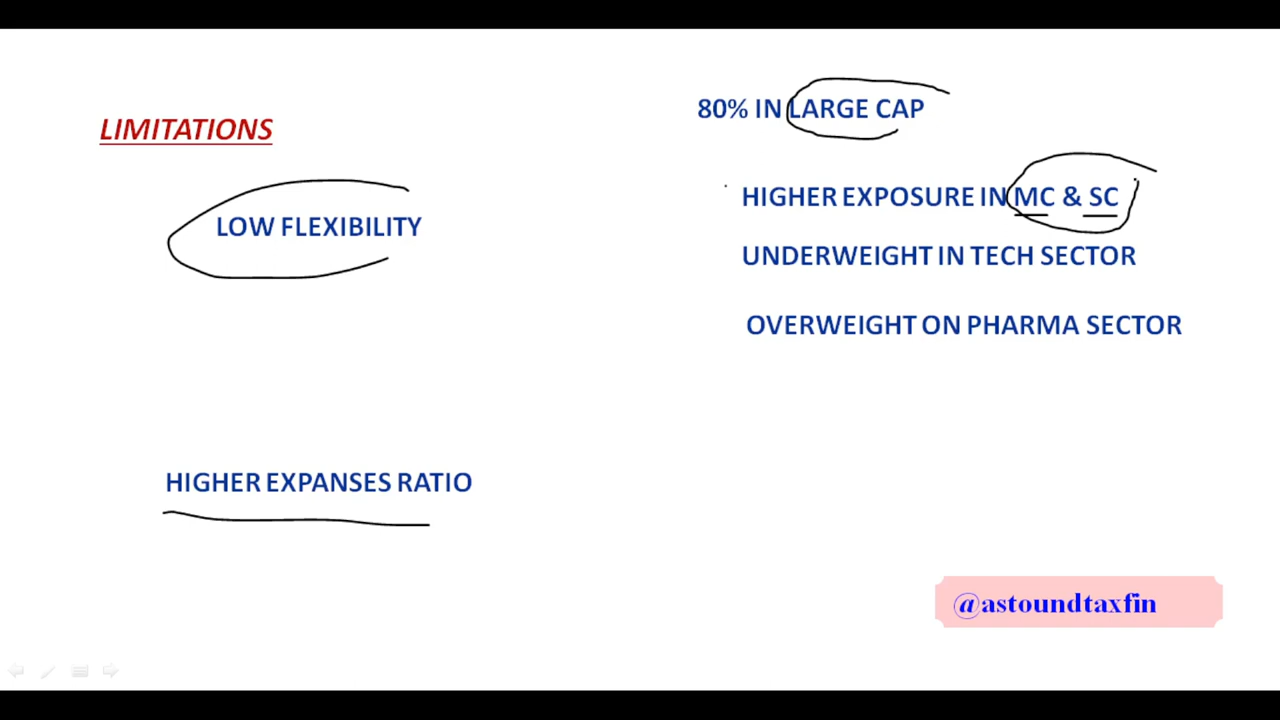 LIMITATIONS
LOW FLEXIBILITY
HIGHER EXPANSES RATIO
80% IN LARGE CAP
HIGHER EXPOSURE IN MC & SC
UNDERWEIGHT IN TECH SECTOR
OVERWEIGHT ON PHARMA SECTOR
@astoundtaxfin